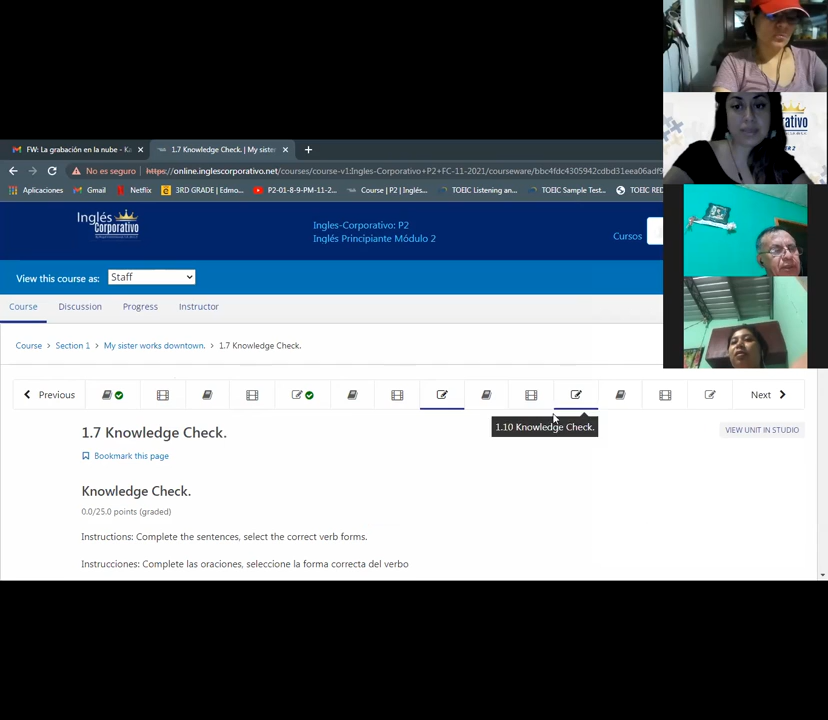 FW: La grabación en la nube - Ka
1.7 Knowledge Check. | My sister
No es seguro
https://online.inglescorporativo.net/courses/course-v1:Ingles-Corporativo+P2+FC-11-2021/courseware/bbc4fdc4305942cdbd31eea06adf9
Aplicaciones
Gmail
Netflix
3RD GRADE | Edmo...
P2-01-8-9-PM-11-2...
Course | P2 | Inglés...
TOEIC Listening an...
TOEIC Sample Test...
TOEIC RED
Inglés
Corporativo
Ingles-Corporativo: P2
Inglés Principiante Módulo 2
Cursos
View this course as:
Staff
Course
Discussion
Progress
Instructor
Course > Section 1 > My sister works downtown. > 1.7 Knowledge Check.
Previous
Next
1.10 Knowledge Check.
1.7 Knowledge Check.
VIEW UNIT IN STUDIO
Bookmark this page
Knowledge Check.
0.0/25.0 points (graded)
Instructions: Complete the sentences, select the correct verb forms.
Instrucciones: Complete las oraciones, seleccione la forma correcta del verbo